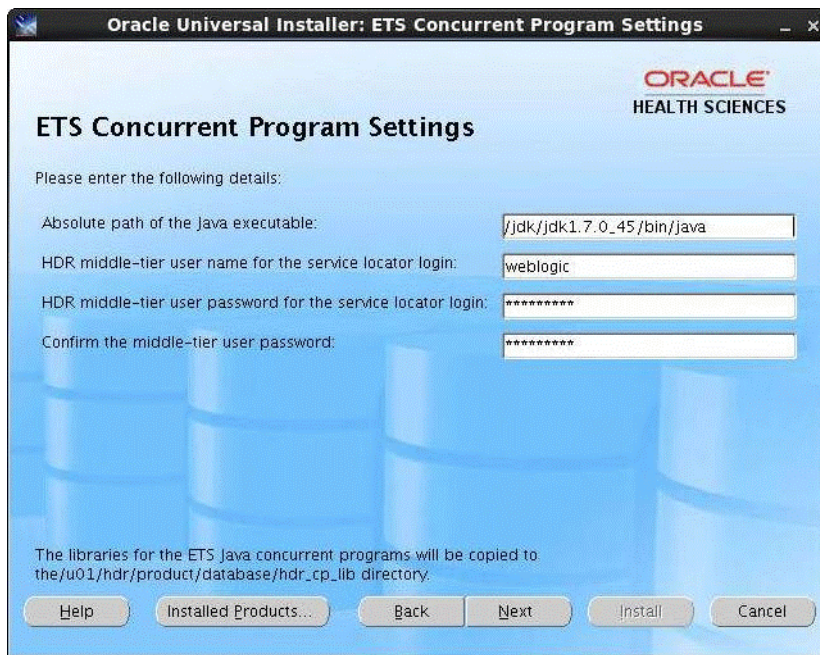 Oracle Universal Installer: ETS Concurrent Program Settings
ORACLE
HEALTH SCIENCES
ETS Concurrent Program Settings
Please enter the following details:
Absolute path of the Java executable:
/jdk/jdk1.7.0_45/bin/java
HDR middle-tier user name for the service locator login:
weblogic
HDR middle-tier user password for the service locator login:
*********
Confirm the middle-tier user password:
*********
The libraries for the ETS Java concurrent programs will be copied to
the/u01/hdr/product/database/hdr_cp_lib directory.
Help Installed Products... Back Next Install Cancel